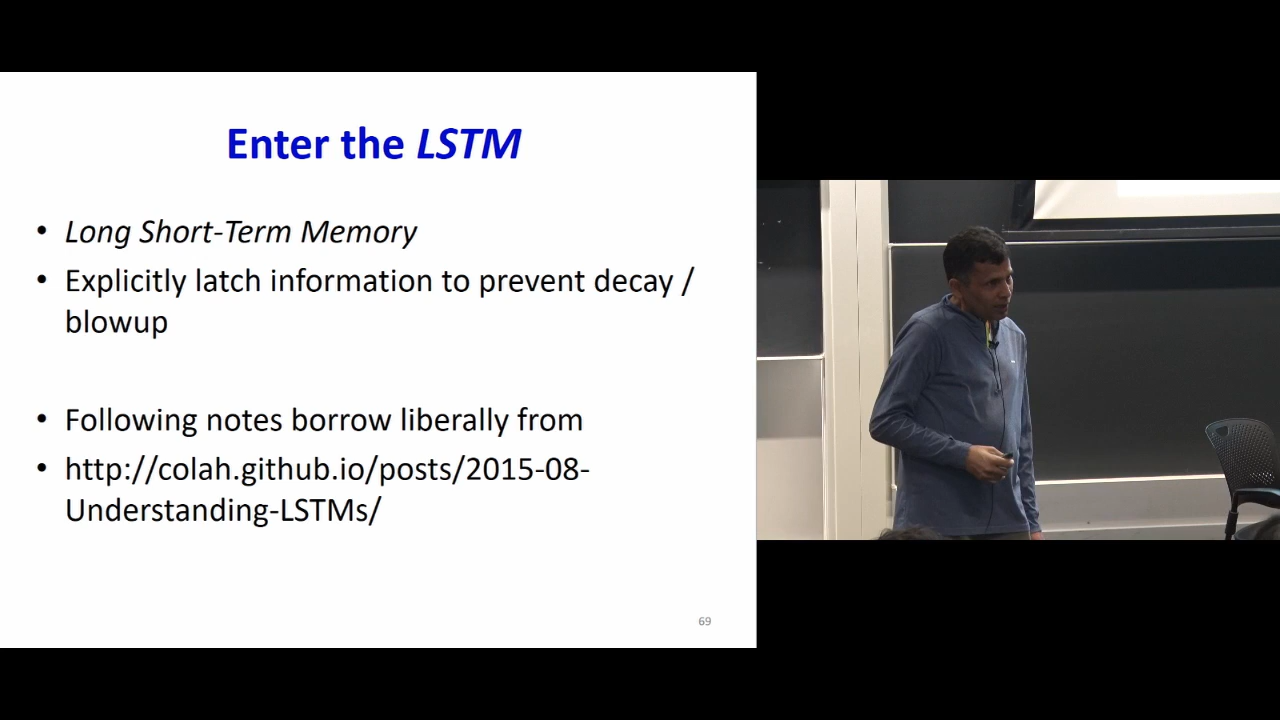 Enter the LSTM
• Long Short-Term Memory
• Explicitly latch information to prevent decay /
blowup
• Following notes borrow liberally from
• http://colah.github.io/posts/2015-08-
Understanding-LSTMs/
69